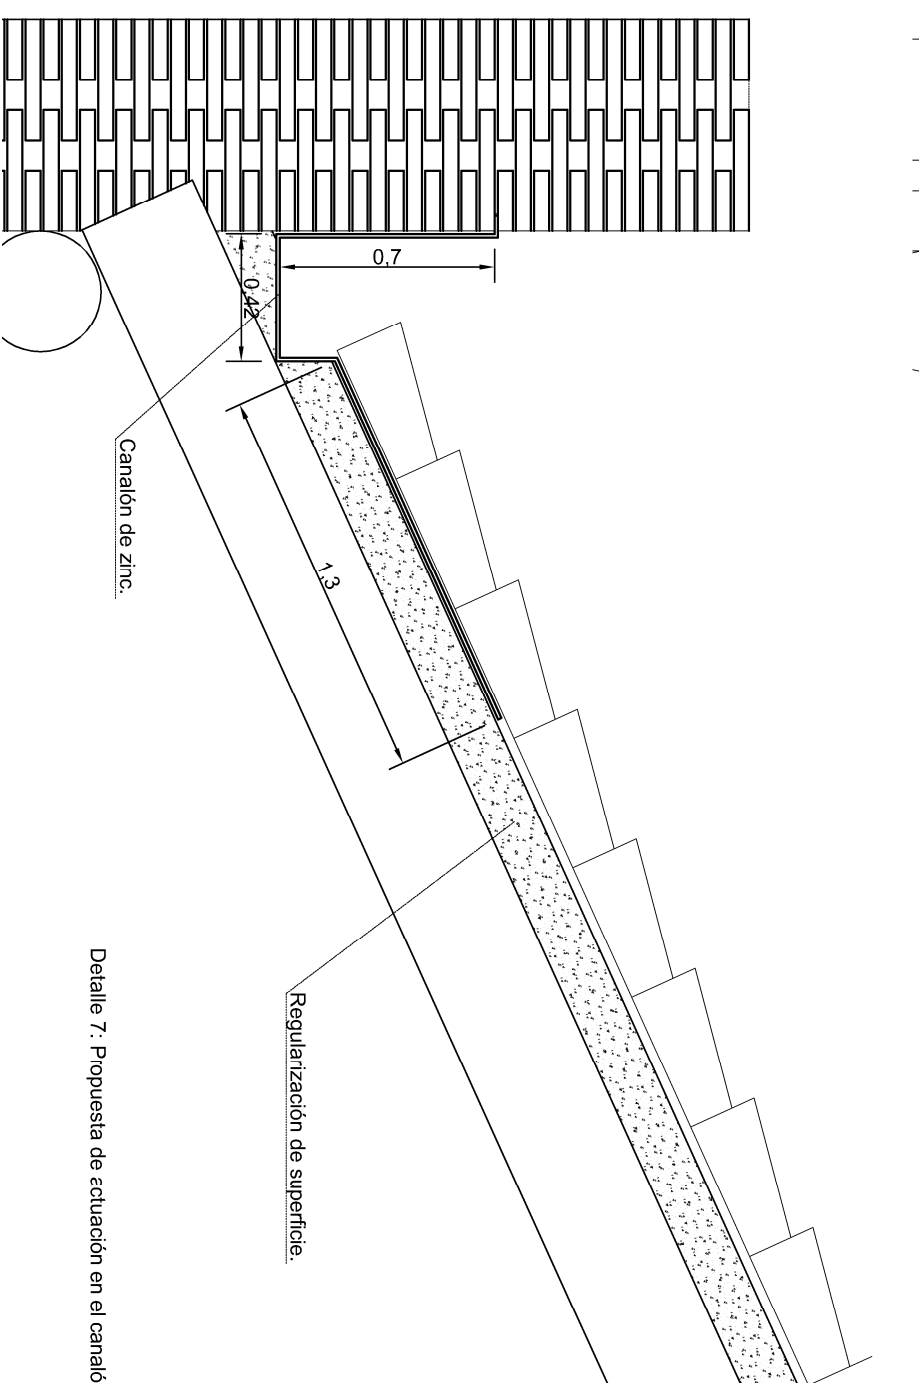 0,7
0,42
1,3
Canalón de zinc.
Regularización de superficie.
Detalle 7: Propuesta de actuación en el canaló